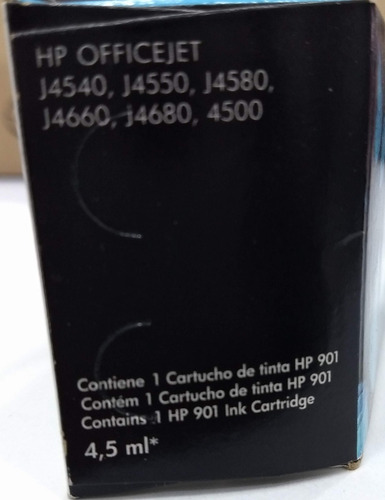 HP OFFICEJET
J4540, J4550, J4580,
J4660, J4680, 4500
Contiene 1 Cartucho de tinta HP 901
Contém 1 Cartucho de tinta HP 901
Contains 1 HP 901 Ink Cartridge
4,5 ml*